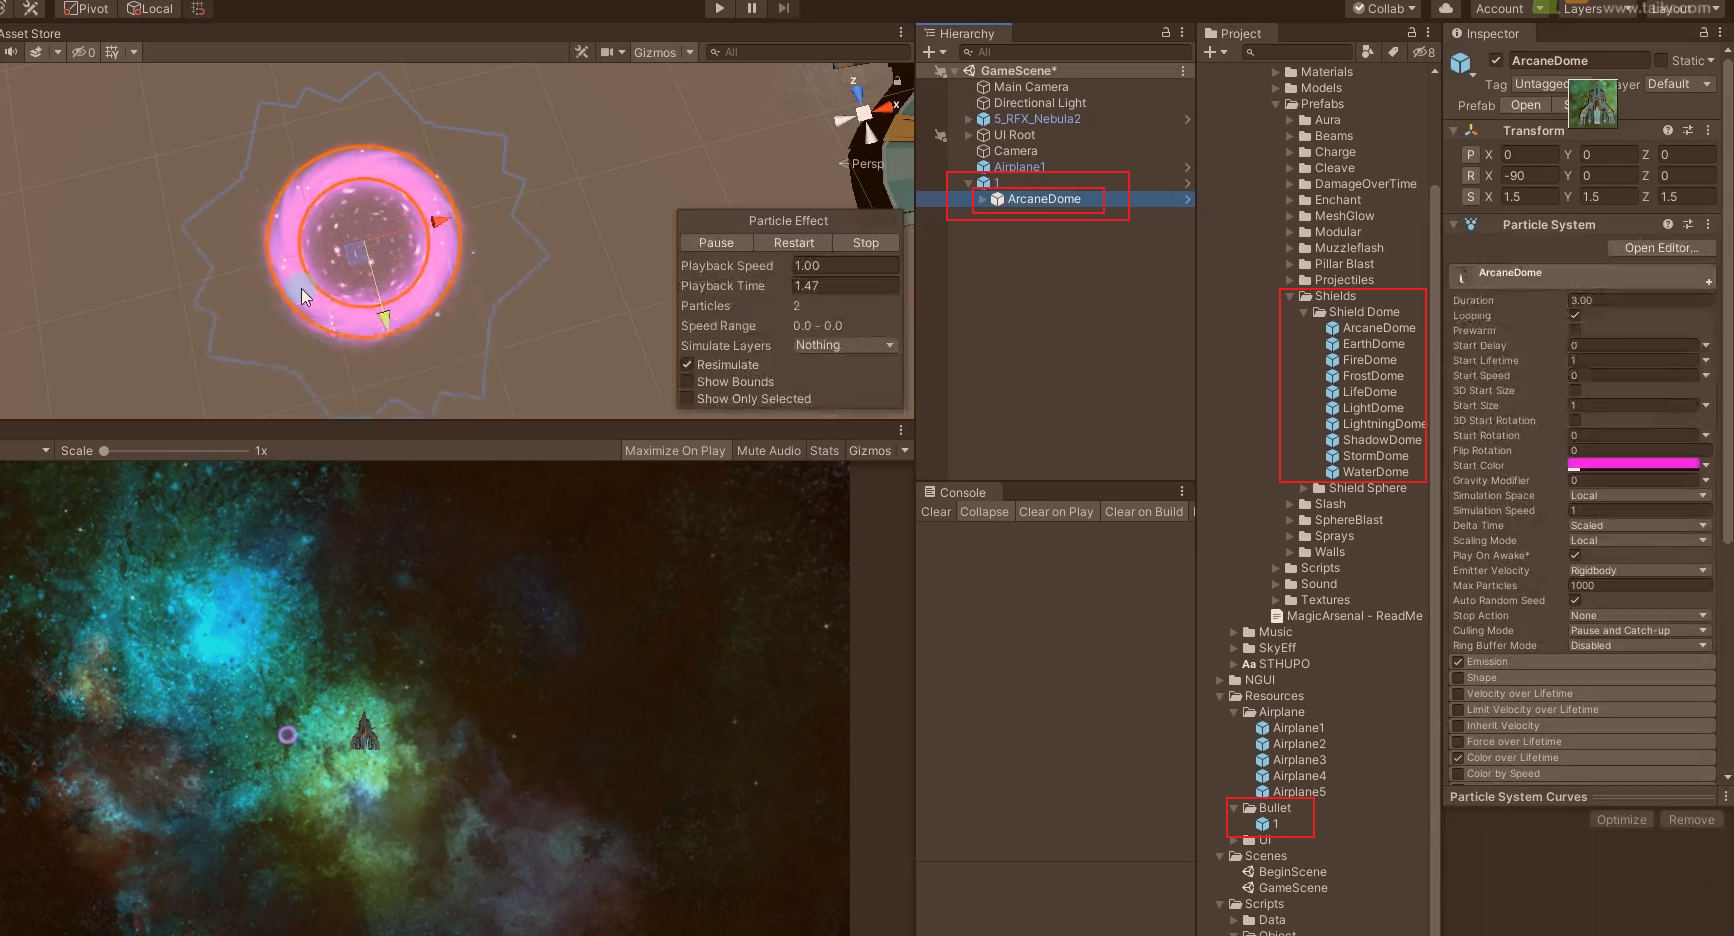 Pivot
Local
Collab
Account
Layers
Layout
www.taik
om
Asset Store
0
Gizmos
All
z
x
Persp
Particle Effect
Pause
Restart
Stop
Playback Speed
1.00
Playback Time
1.47
Particles
2
Speed Range
0.0 - 0.0
Simulate Layers
Nothing
Resimulate
Show Bounds
Show Only Selected
Scale
1x
Maximize On Play
Mute Audio
Stats
Gizmos
Hierarchy
All
GameScene*
Main Camera
Directional Light
5_RFX_Nebula2
UI Root
Camera
Airplane1
1
ArcaneDome
Console
Clear
Collapse
Clear on Play
Clear on Build
Project
8
Materials
Models
Prefabs
Aura
Beams
Charge
Cleave
DamageOverTime
Enchant
MeshGlow
Modular
Muzzleflash
Pillar Blast
Projectiles
Shields
Shield Dome
ArcaneDome
EarthDome
FireDome
FrostDome
LifeDome
LightDome
LightningDome
ShadowDome
StormDome
WaterDome
Shield Sphere
Slash
SphereBlast
Sprays
Walls
Scripts
Sound
Textures
MagicArsenal - ReadMe
Music
SkyEff
Aa STHUPO
NGUI
Resources
Airplane
Airplane1
Airplane2
Airplane3
Airplane4
Airplane5
Bullet
1
UI
Scenes
BeginScene
GameScene
Scripts
Data
Object
Inspector
ArcaneDome
Static
Tag Untagged
ayer Default
Prefab
Open
S
Transform
P X 0 Y 0 Z 0
R X -90 Y 0 Z 0
S X 1.5 Y 1.5 Z 1.5
Particle System
Open Editor...
ArcaneDome
Duration 3.00
Looping
Prewarm
Start Delay 0
Start Lifetime 1
Start Speed 0
3D Start Size
Start Size 1
3D Start Rotation
Start Rotation 0
Flip Rotation 0
Start Color
Gravity Modifier 0
Simulation Space Local
Simulation Speed 1
Delta Time Scaled
Scaling Mode Local
Play On Awake*
Emitter Velocity Rigidbody
Max Particles 1000
Auto Random Seed
Stop Action None
Culling Mode Pause and Catch-up
Ring Buffer Mode Disabled
Emission
Shape
Velocity over Lifetime
Limit Velocity over Lifetime
Inherit Velocity
Force over Lifetime
Color over Lifetime
Color by Speed
Particle System Curves
Optimize
Remove